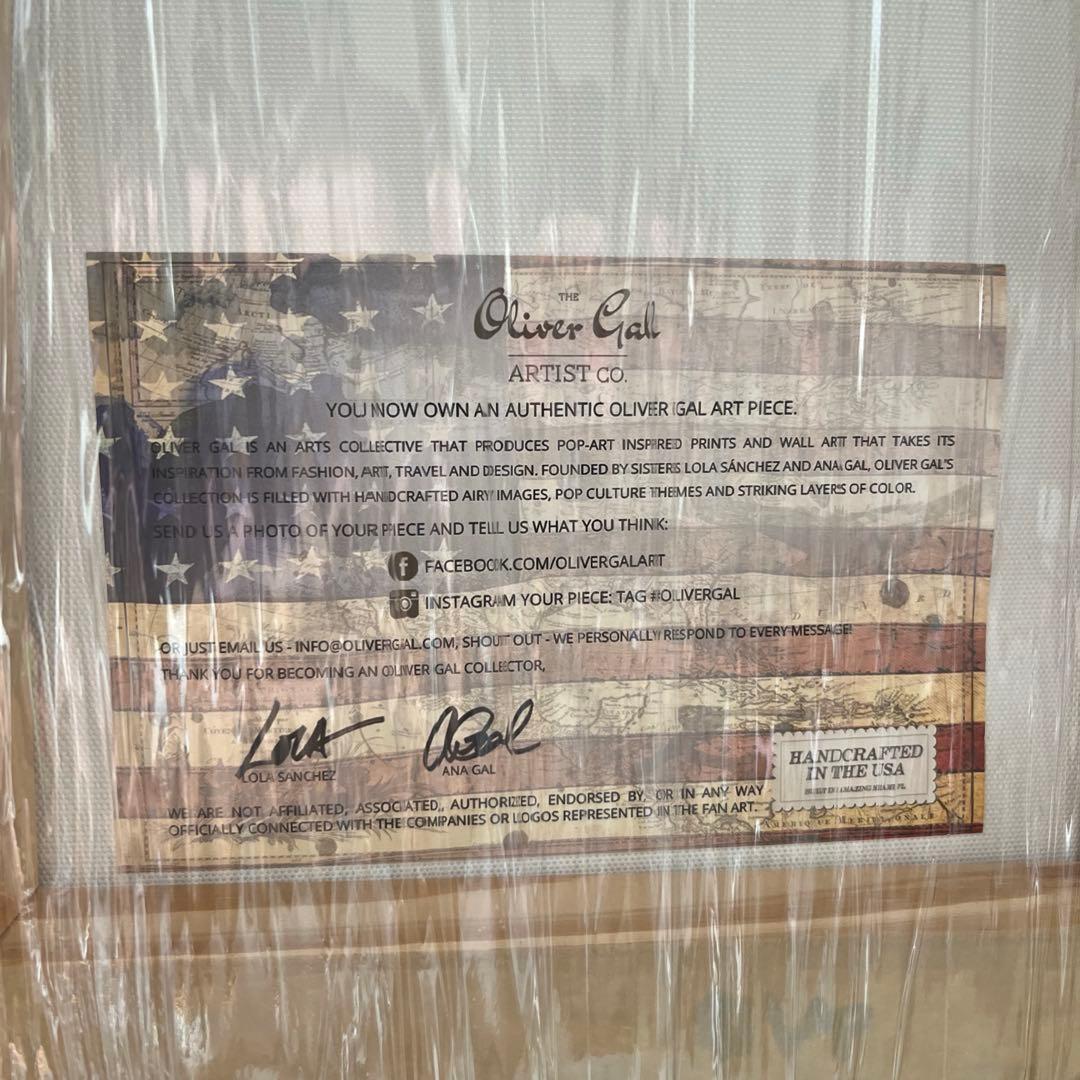 THE
Oliver Gal
ARTIST CO.
YOU NOW OWN AN AUTHENTIC OLIVER GAL ART PIECE.
OLIVER GAL IS AN ARTS COLLECTIVE THAT PRODUCES POP-ART INSPIRED PRINTS AND WALL ART THAT TAKES ITS
INSPIRATION FROM FASHION, ART, TRAVEL AND DESIGN. FOUNDED BY SISTERS LOLA SÁNCHEZ AND ANA GAL, OLIVER GAL'S
COLLECTION IS FILLED WITH HANDCRAFTED AIRY IMAGES, POP CULTURE THEMES AND STRIKING LAYERS OF COLOR.
SEND US A PHOTO OF YOUR PIECE AND TELL US WHAT YOU THINK:
FACEBOOK.COM/OLIVERGALART
INSTAGRAM YOUR PIECE: TAG #OLIVERGAL
OR JUST EMAIL US - INFO@OLIVERGAL.COM, SHOUT OUT - WE PERSONALLY RESPOND TO EVERY MESSAGE!
THANK YOU FOR BECOMING AN OLIVER GAL COLLECTOR,
LOLA
LOLA SANCHEZ
ANA GAL
HANDCRAFTED
IN THE USA
BUILT IN AMAZING MIAMI FL.
WE ARE NOT AFFILIATED, ASSOCIATED, AUTHORIZED, ENDORSED BY, OR IN ANY WAY
OFFICIALLY CONNECTED WITH THE COMPANIES OR LOGOS REPRESENTED IN THE FAN ART.